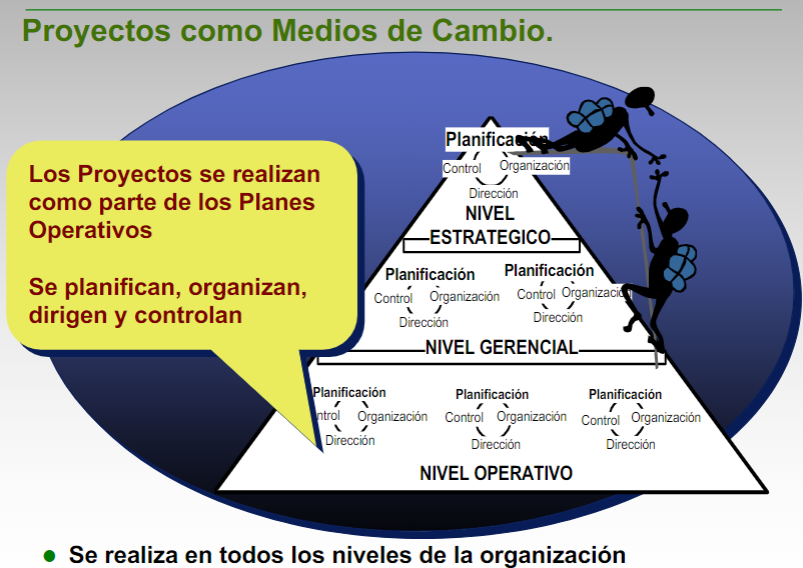 Proyectos como Medios de Cambio.
Los Proyectos se realizan
como parte de los Planes
Operativos
Se planifican, organizan,
dirigen y controlan
Planificación
Control Organización
Dirección
NIVEL
ESTRATEGICO
Planificación Planificación
Control Organización Control Organización
Dirección Dirección
NIVEL GERENCIAL
Planificación Planificación Planificación
ntrol Organización Control Organización Control Organización
Dirección Dirección Dirección
NIVEL OPERATIVO
Se realiza en todos los niveles de la organización